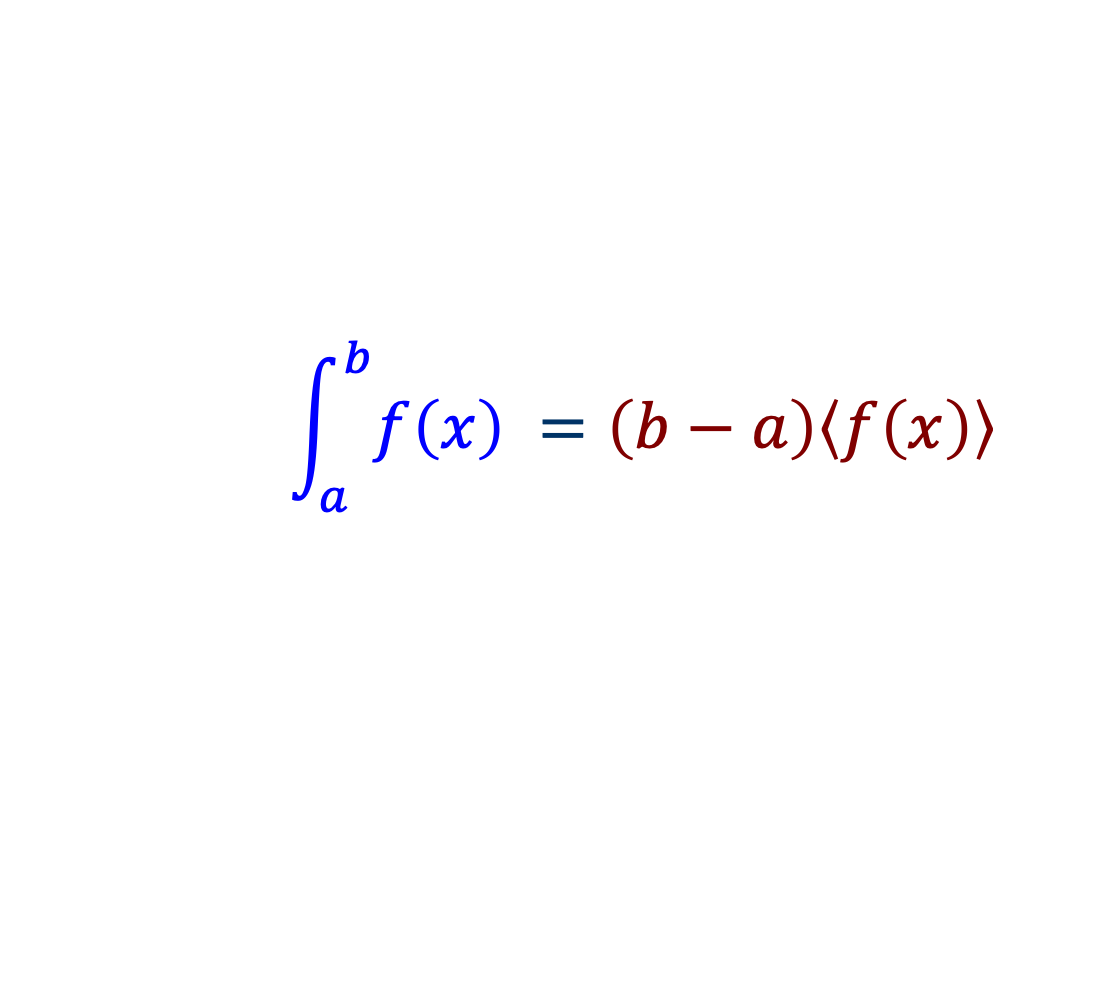 ∫_a^b f(x) = (b − a)⟨f(x)⟩